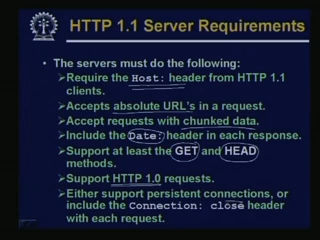 HTTP 1.1 Server Requirements
• The servers must do the following:
➢Require the Host: header from HTTP 1.1
clients.
➢Accepts absolute URL's in a request.
➢Accept requests with chunked data.
➢Include the Date: header in each response.
➢Support at least the GET and HEAD
methods.
➢Support HTTP 1.0 requests.
➢Either support persistent connections, or
include the Connection: close header
with each request.